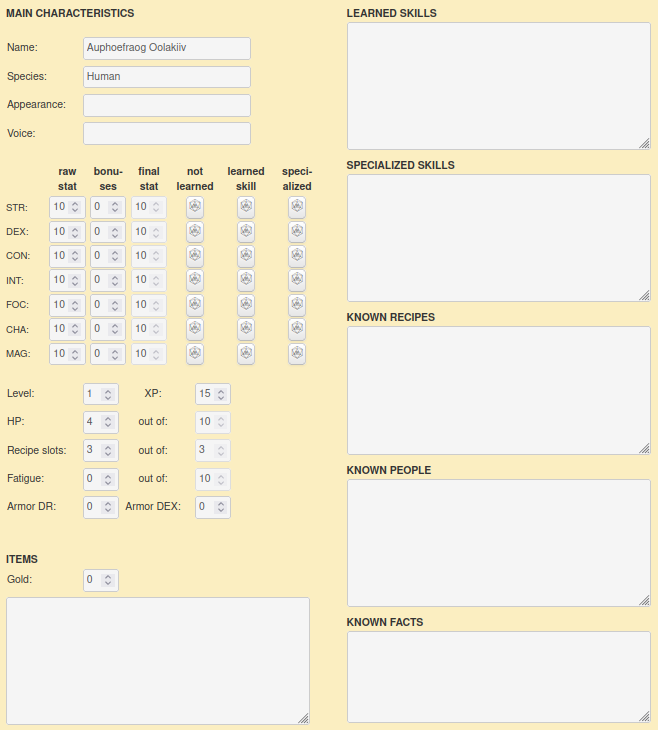 MAIN CHARACTERISTICS
Name: Auphoefraog Oolakiiv
Species: Human
Appearance:
Voice:
raw stat bonu-ses final stat not learned learned skill speci-alized
STR: 10 0 10
DEX: 10 0 10
CON: 10 0 10
INT: 10 0 10
FOC: 10 0 10
CHA: 10 0 10
MAG: 10 0 10
Level: 1 XP: 15
HP: 4 out of: 10
Recipe slots: 3 out of: 3
Fatigue: 0 out of: 10
Armor DR: 0 Armor DEX: 0
ITEMS
Gold: 0
LEARNED SKILLS
SPECIALIZED SKILLS
KNOWN RECIPES
KNOWN PEOPLE
KNOWN FACTS